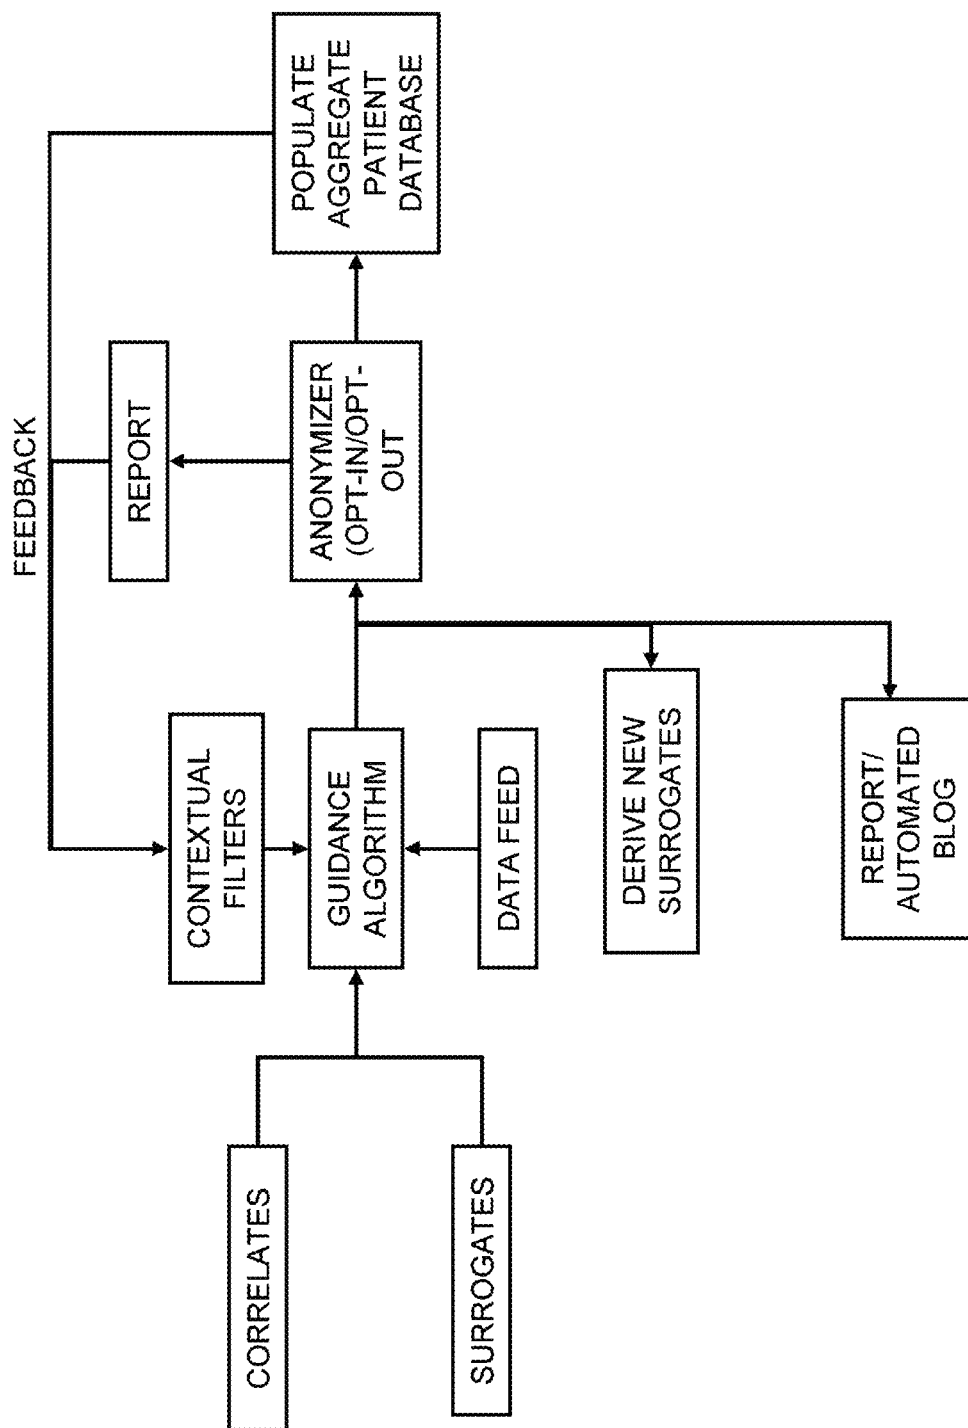 FEEDBACK
CORRELATES
SURROGATES
CONTEXTUAL
FILTERS
GUIDANCE
ALGORITHM
DATA FEED
DERIVE NEW
SURROGATES
REPORT/
AUTOMATED
BLOG
REPORT
ANONYMIZER
(OPT-IN/OPT-
OUT
POPULATE
AGGREGATE
PATIENT
DATABASE